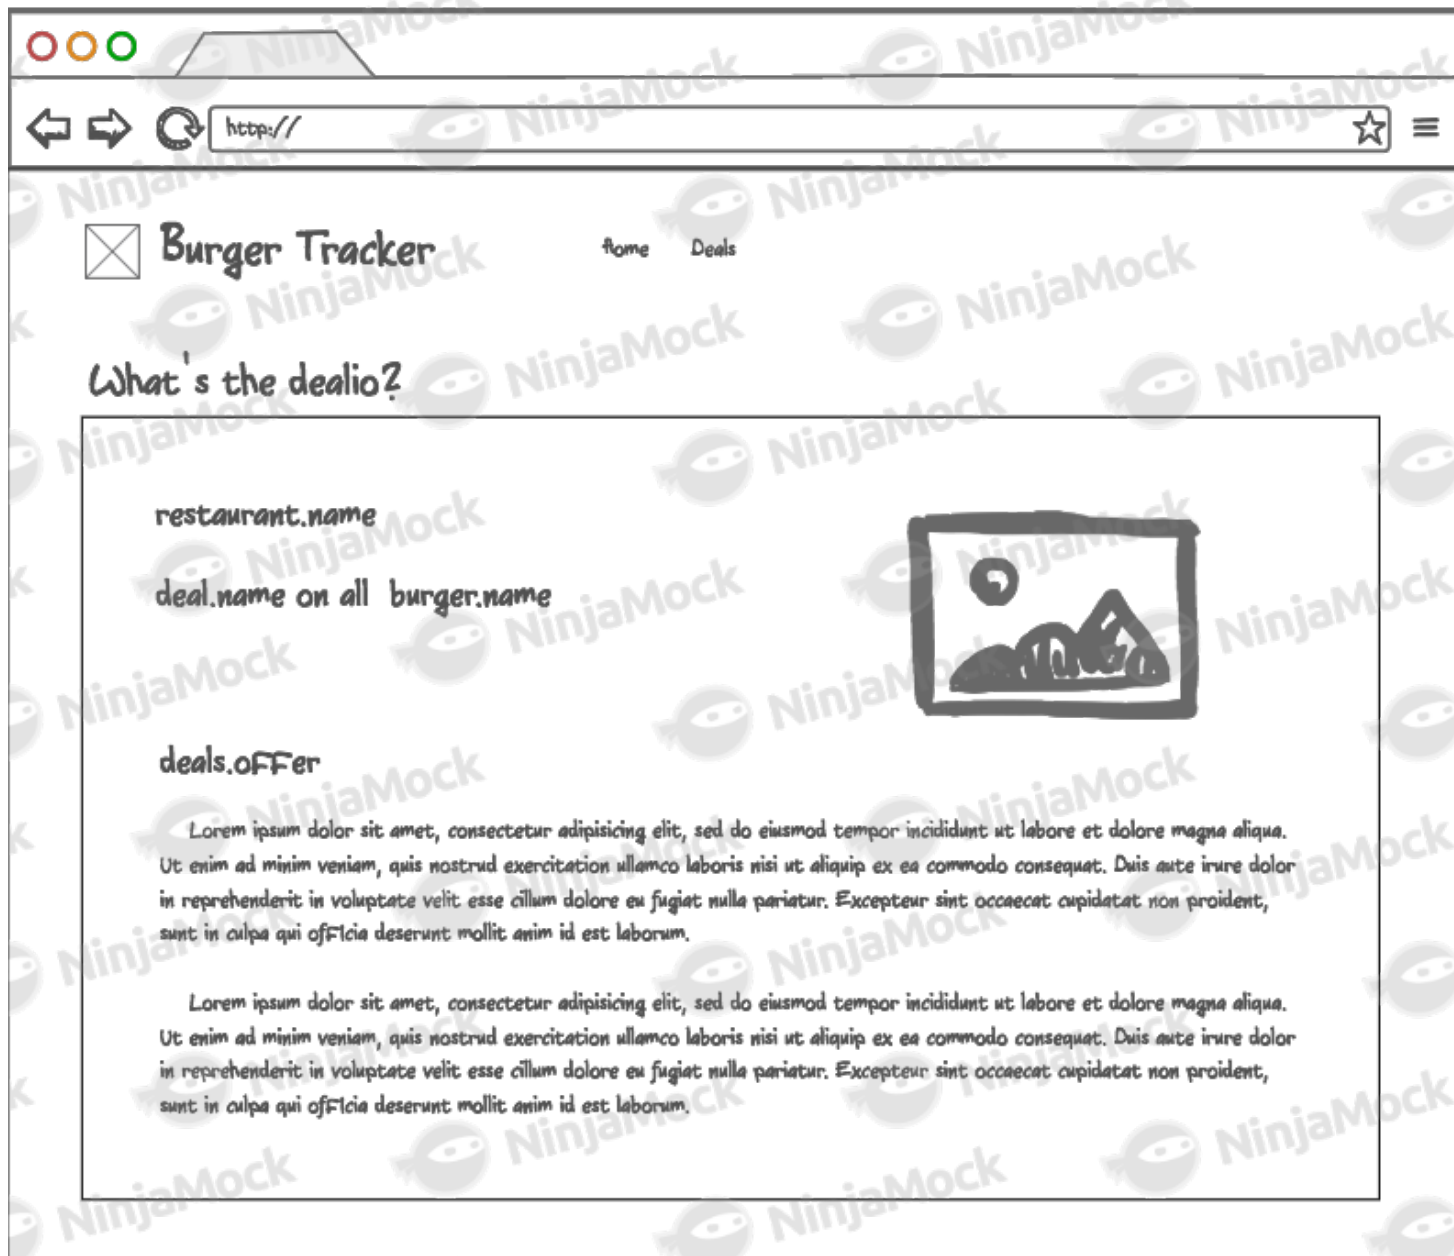 http://
Burger Tracker
Home Deals
What's the dealio?
restaurant.name
deal.name on all burger.name
deals.offer
Lorem ipsum dolor sit amet, consectetur adipisicing elit, sed do eiusmod tempor incididunt ut labore et dolore magna aliqua.
Ut enim ad minim veniam, quis nostrud exercitation ullamco laboris nisi ut aliquip ex ea commodo consequat. Duis aute irure dolor
in reprehenderit in voluptate velit esse cillum dolore eu fugiat nulla pariatur. Excepteur sint occaecat cupidatat non proident,
sunt in culpa qui officia deserunt mollit anim id est laborum.
Lorem ipsum dolor sit amet, consectetur adipisicing elit, sed do eiusmod tempor incididunt ut labore et dolore magna aliqua.
Ut enim ad minim veniam, quis nostrud exercitation ullamco laboris nisi ut aliquip ex ea commodo consequat. Duis aute irure dolor
in reprehenderit in voluptate velit esse cillum dolore eu fugiat nulla pariatur. Excepteur sint occaecat cupidatat non proident,
sunt in culpa qui officia deserunt mollit anim id est laborum.
NinjaMock